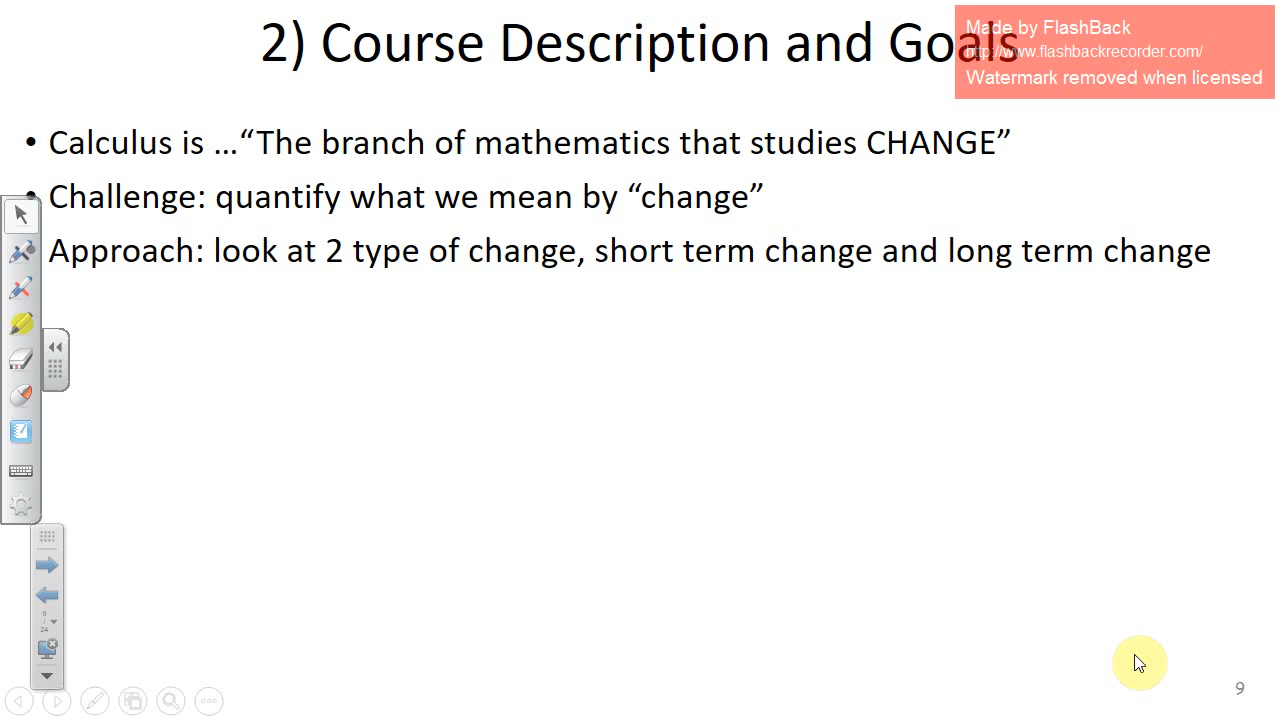 2) Course Description and Goals
Made by FlashBack
http://www.flashbackrecorder.com/
Watermark removed when licensed
• Calculus is …“The branch of mathematics that studies CHANGE”
• Challenge: quantify what we mean by “change”
Approach: look at 2 type of change, short term change and long term change
9
/
24
9